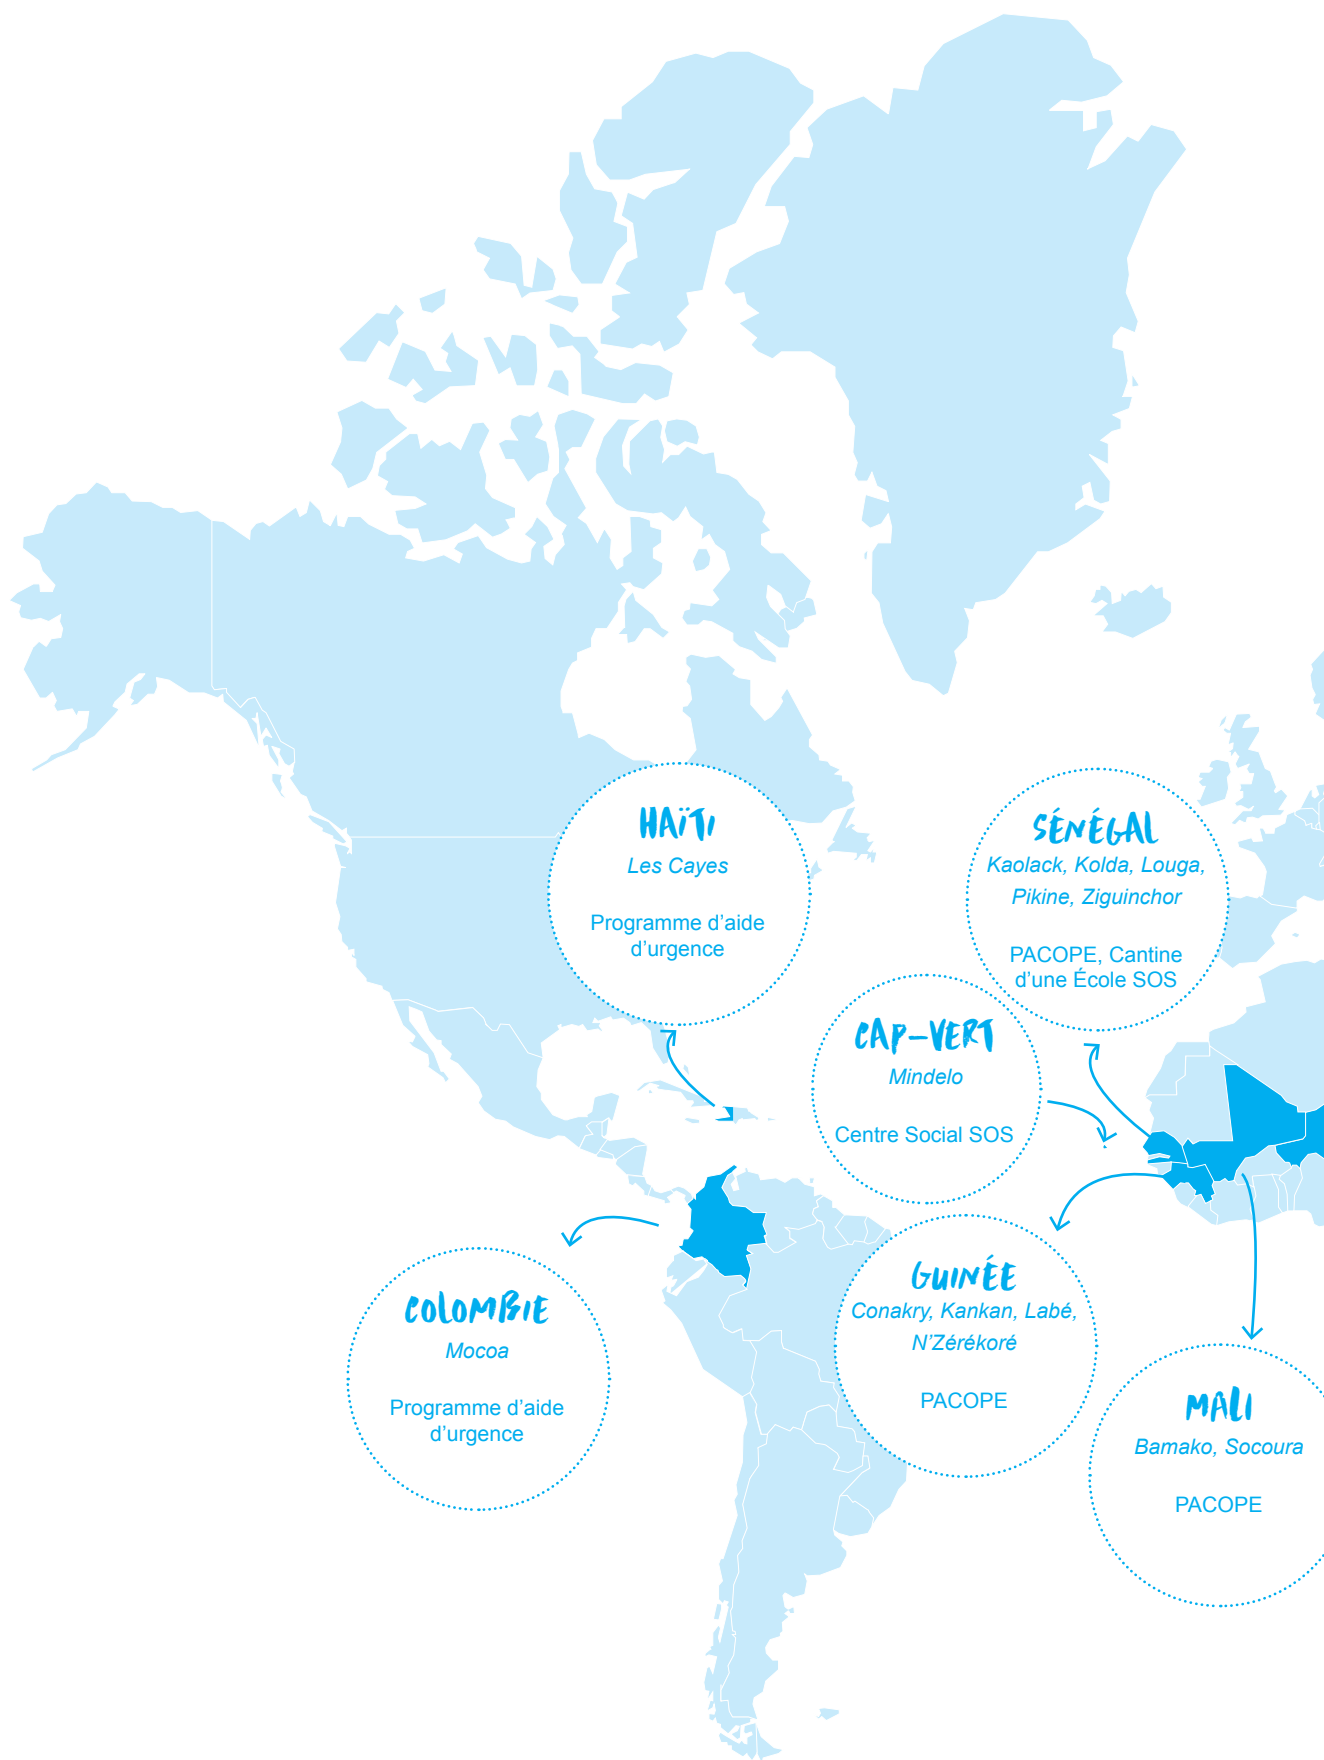 HAÏTI
Les Cayes
Programme d'aide
d'urgence
SÉNÉGAL
Kaolack, Kolda, Louga,
Pikine, Ziguinchor
PACOPE, Cantine
d'une École SOS
CAP-VERT
Mindelo
Centre Social SOS
COLOMBIE
Mocoa
Programme d'aide
d'urgence
GUINÉE
Conakry, Kankan, Labé,
N'Zérékoré
PACOPE
MALI
Bamako, Socoura
PACOPE